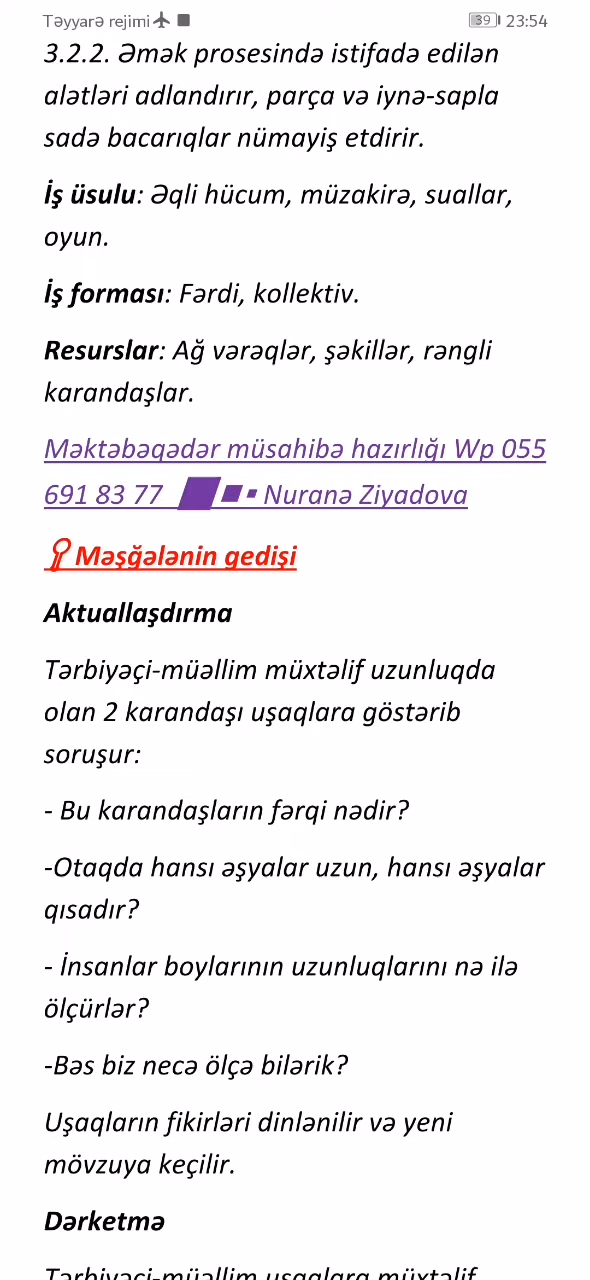 Təyyarə rejimi 39 23:54
3.2.2. Əmək prosesində istifadə edilən
alətləri adlandırır, parça və iynə-sapla
sadə bacarıqlar nümayiş etdirir.
İş üsulu: Əqli hücum, müzakirə, suallar,
oyun.
İş forması: Fərdi, kollektiv.
Resurslar: Ağ vərəqlər, şəkillər, rəngli
karandaşlar.
Məktəbəqədər müsahibə hazırlığı Wp 055
691 83 77 Nuranə Ziyadova
Məşğələnin gedişi
Aktuallaşdırma
Tərbiyəçi-müəllim müxtəlif uzunluqda
olan 2 karandaşı uşaqlara göstərib
soruşur:
- Bu karandaşların fərqi nədir?
-Otaqda hansı əşyalar uzun, hansı əşyalar
qısadır?
- İnsanlar boylarının uzunluqlarını nə ilə
ölçürlər?
-Bəs biz necə ölçə bilərik?
Uşaqların fikirləri dinlənilir və yeni
mövzuya keçilir.
Dərketmə
Tərbiyəçi-müəllim uşaqlara müxtəlif